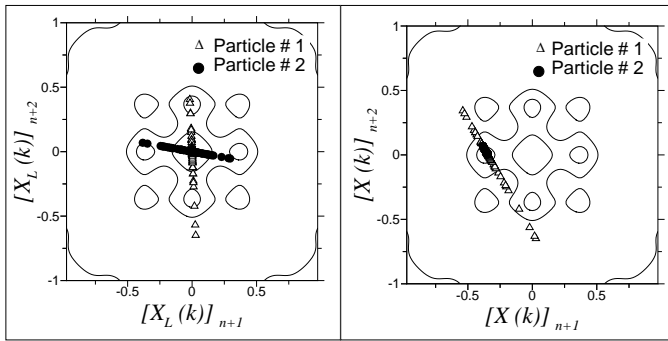 1
Particle # 1
Particle # 2
0.5
0
-0.5
-1
-0.5
0
0.5
[X_L (k)]_{n+2}
[X_L (k)]_{n+1}
1
Particle # 1
Particle # 2
0.5
0
-0.5
-1
-0.5
0
0.5
[X (k)]_{n+2}
[X (k)]_{n+1}